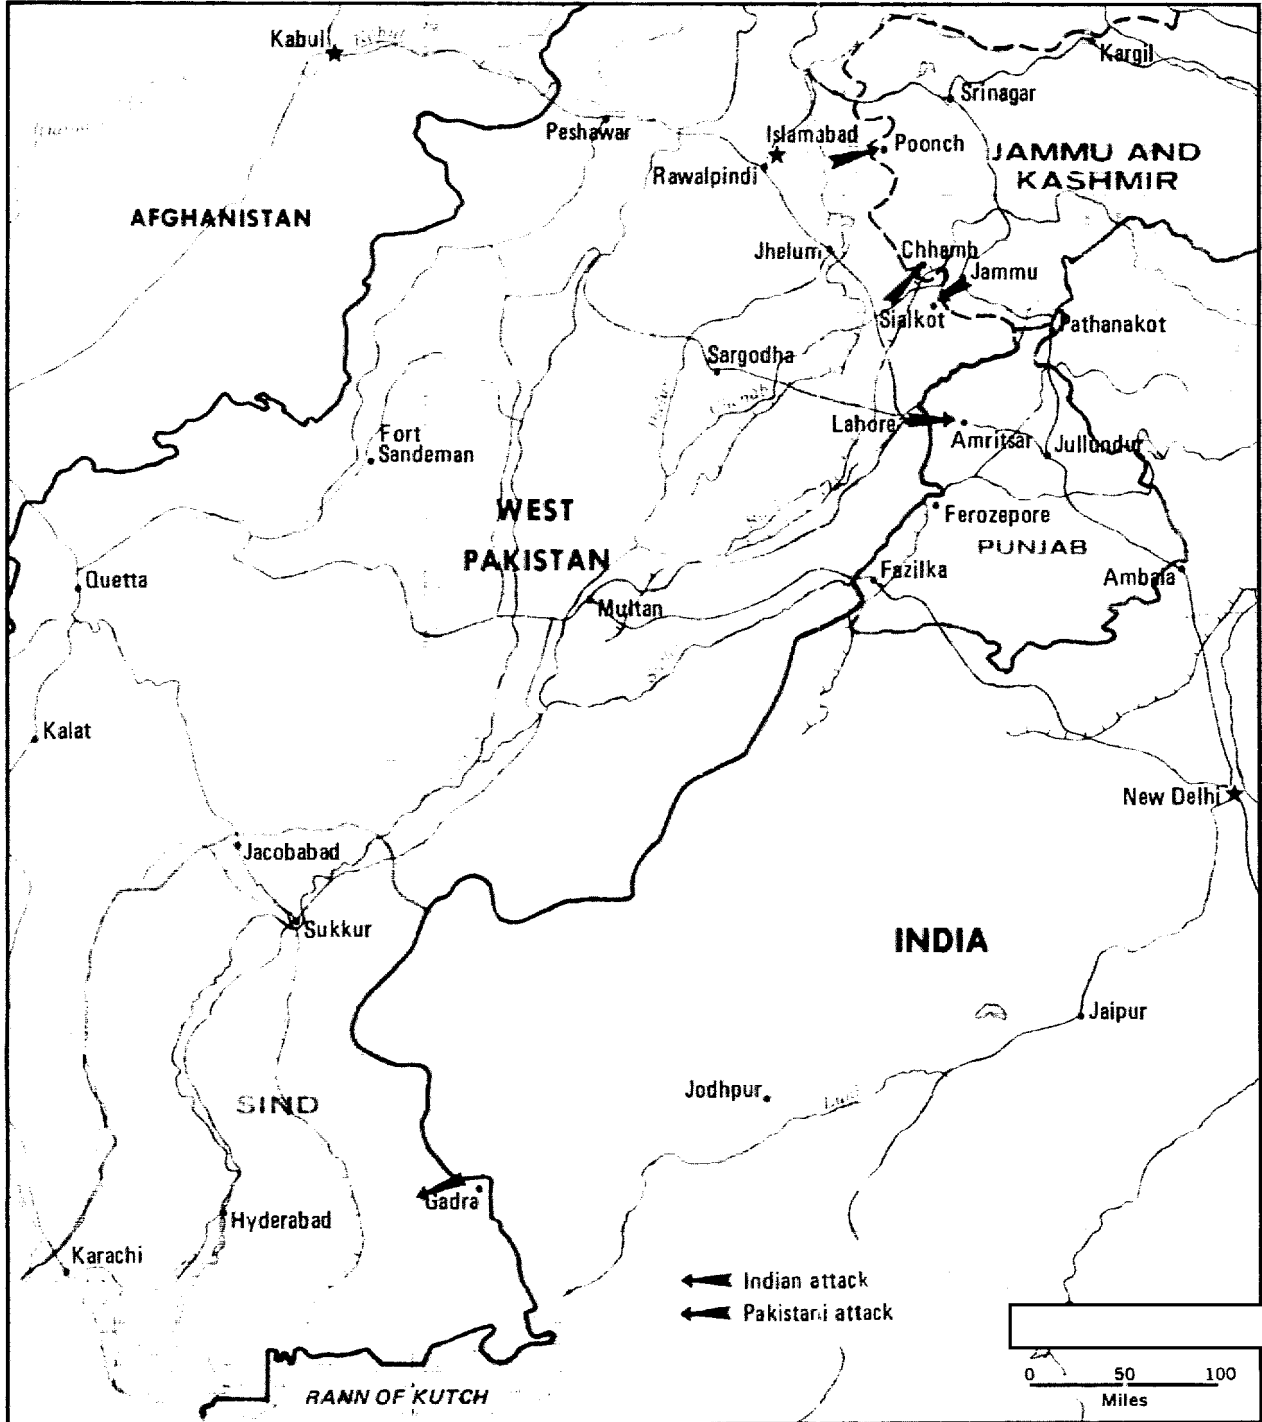 Kabul
Kargil
Srinagar
Peshawar
Islamabad
Poonch
JAMMU AND
KASHMIR
Rawalpindi
AFGHANISTAN
Jhelum
Chhamb
Jammu
Sialkot
Pathanakot
Sargodha
Lahore
Amritsar
Jullundur
Fort
Sandeman
WEST
PAKISTAN
Ferozepore
PUNJAB
Quetta
Fazilka
Ambala
Multan
Kalat
New Delhi
Jacobabad
Sukkur
INDIA
Jaipur
Jodhpur
SIND
Gadra
Hyderabad
Karachi
Indian attack
Pakistani attack
RANN OF KUTCH
0 50 100
Miles